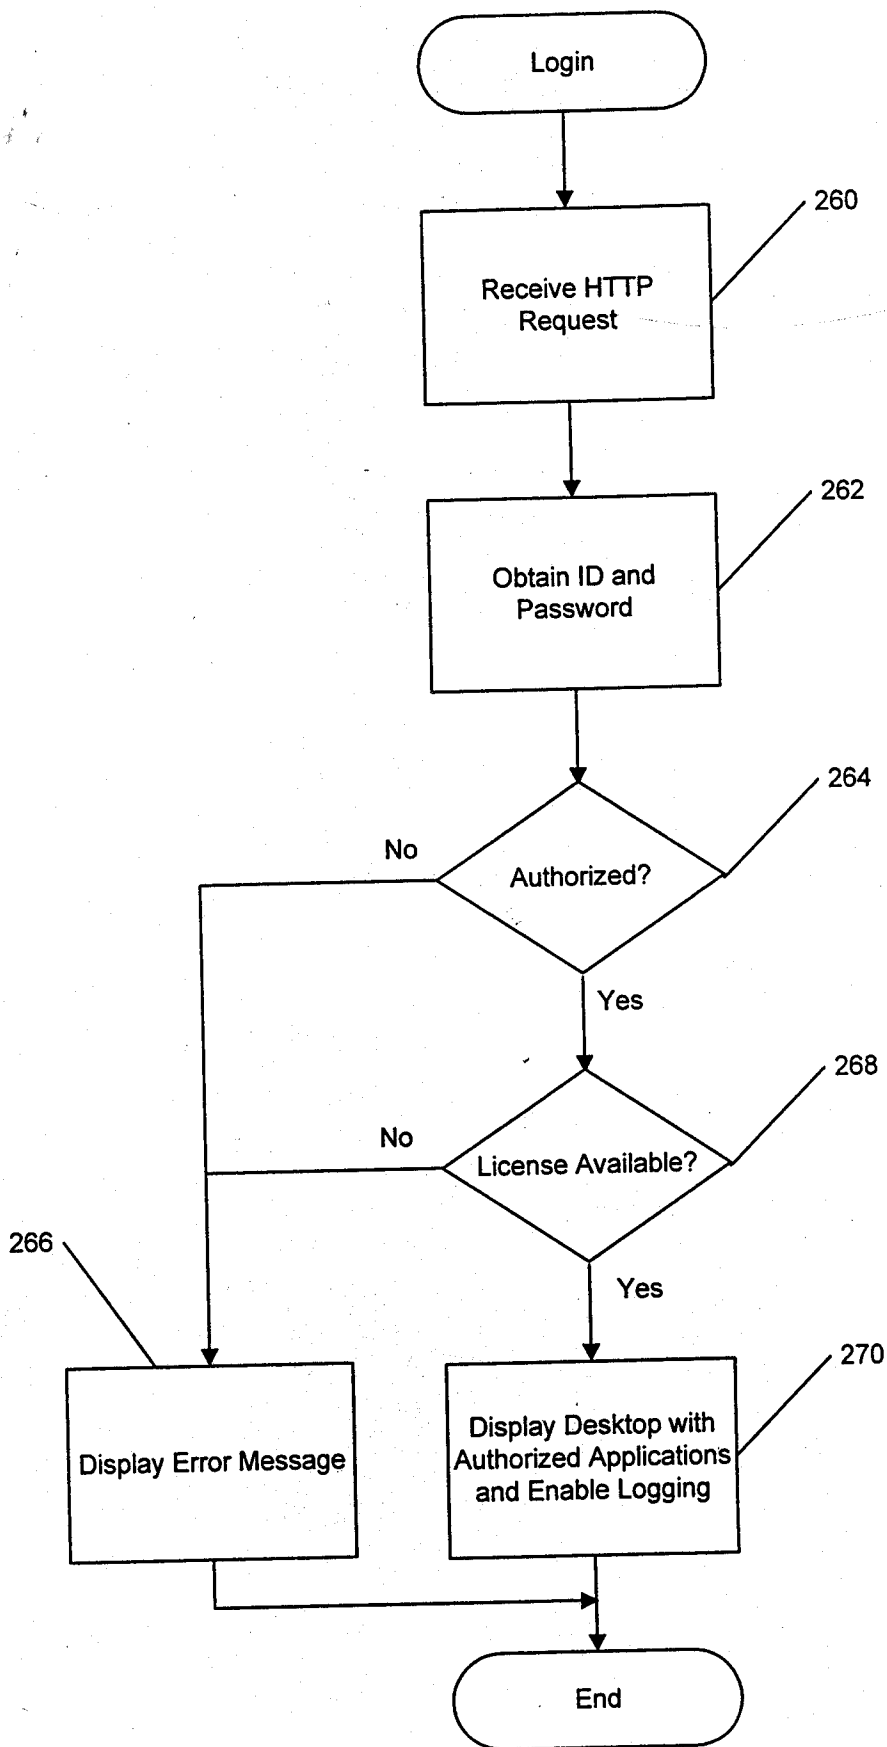 Login
260
Receive HTTP
Request
262
Obtain ID and
Password
264
No
Authorized?
Yes
268
No
License Available?
266
Yes
270
Display Error Message
Display Desktop with
Authorized Applications
and Enable Logging
End